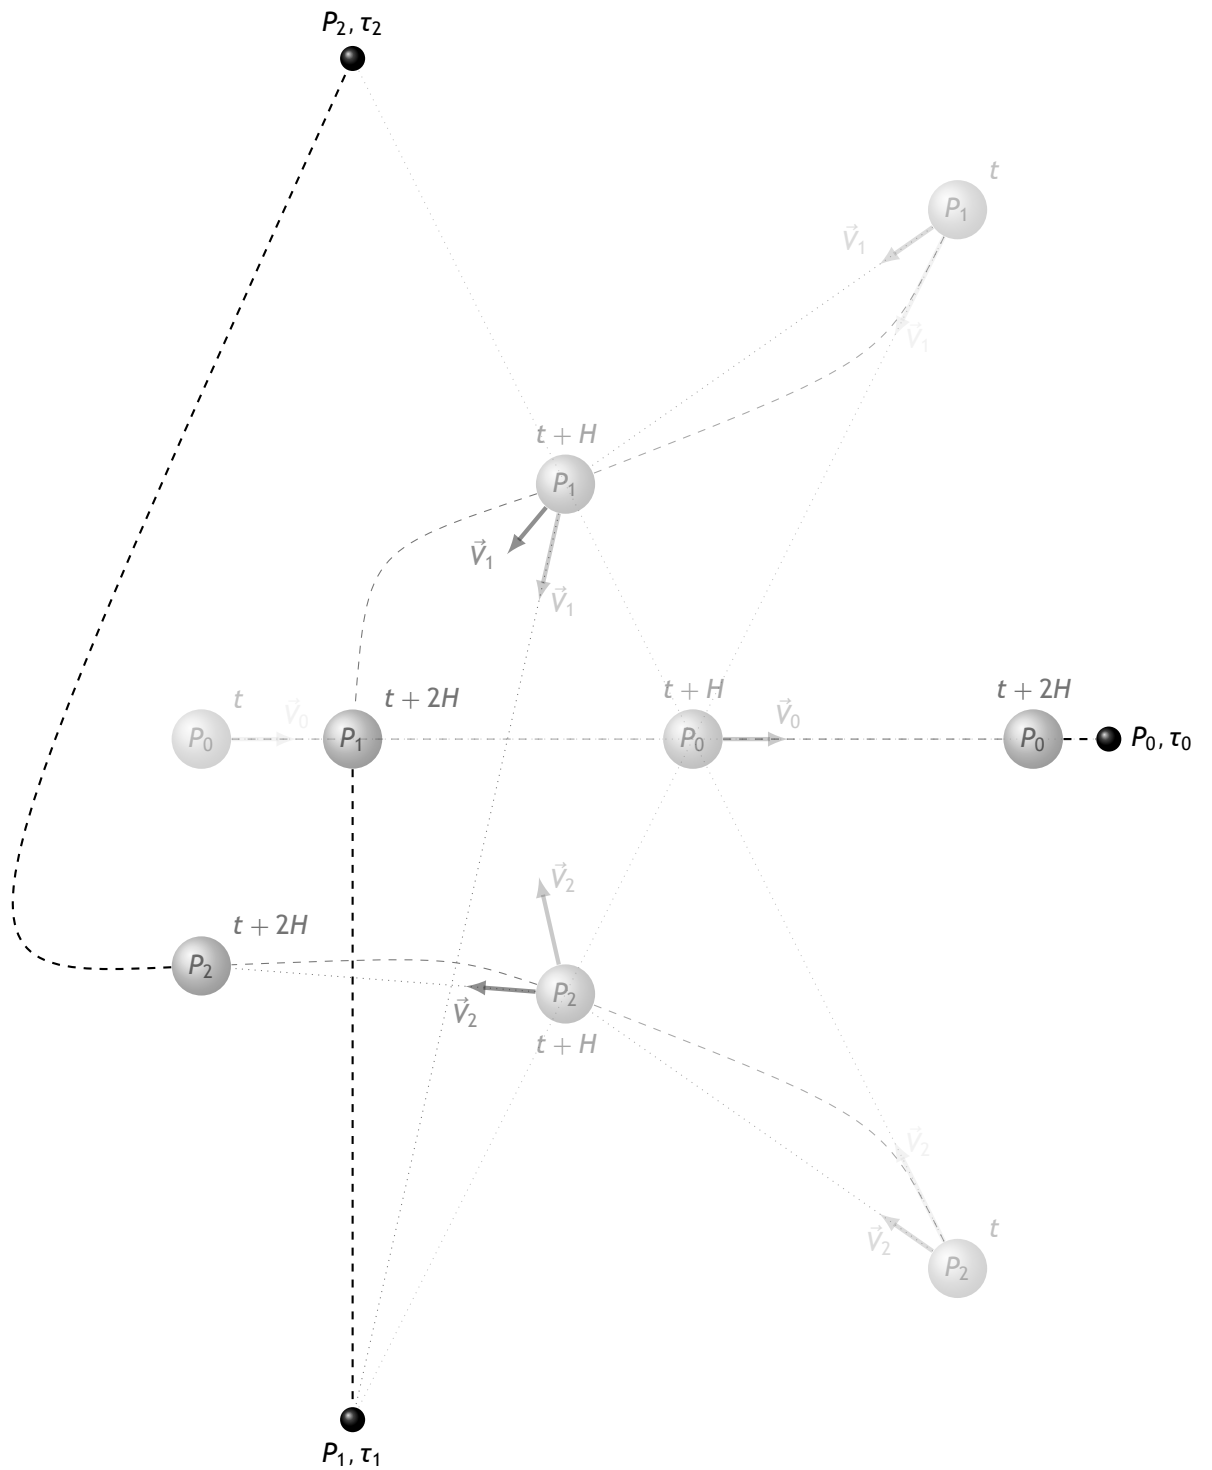 P₂, τ₂
t
P₁
V⃗₁
V⃗₁
t + H
P₁
V⃗₁
V⃗₁
t
V⃗₀
P₀
t + 2H
P₁
t + H
P₀
V⃗₀
t + 2H
P₀
P₀, τ₀
V⃗₂
t + 2H
P₂
P₂
V⃗₂
t + H
V⃗₂
t
V⃗₂
P₂
P₁, τ₁